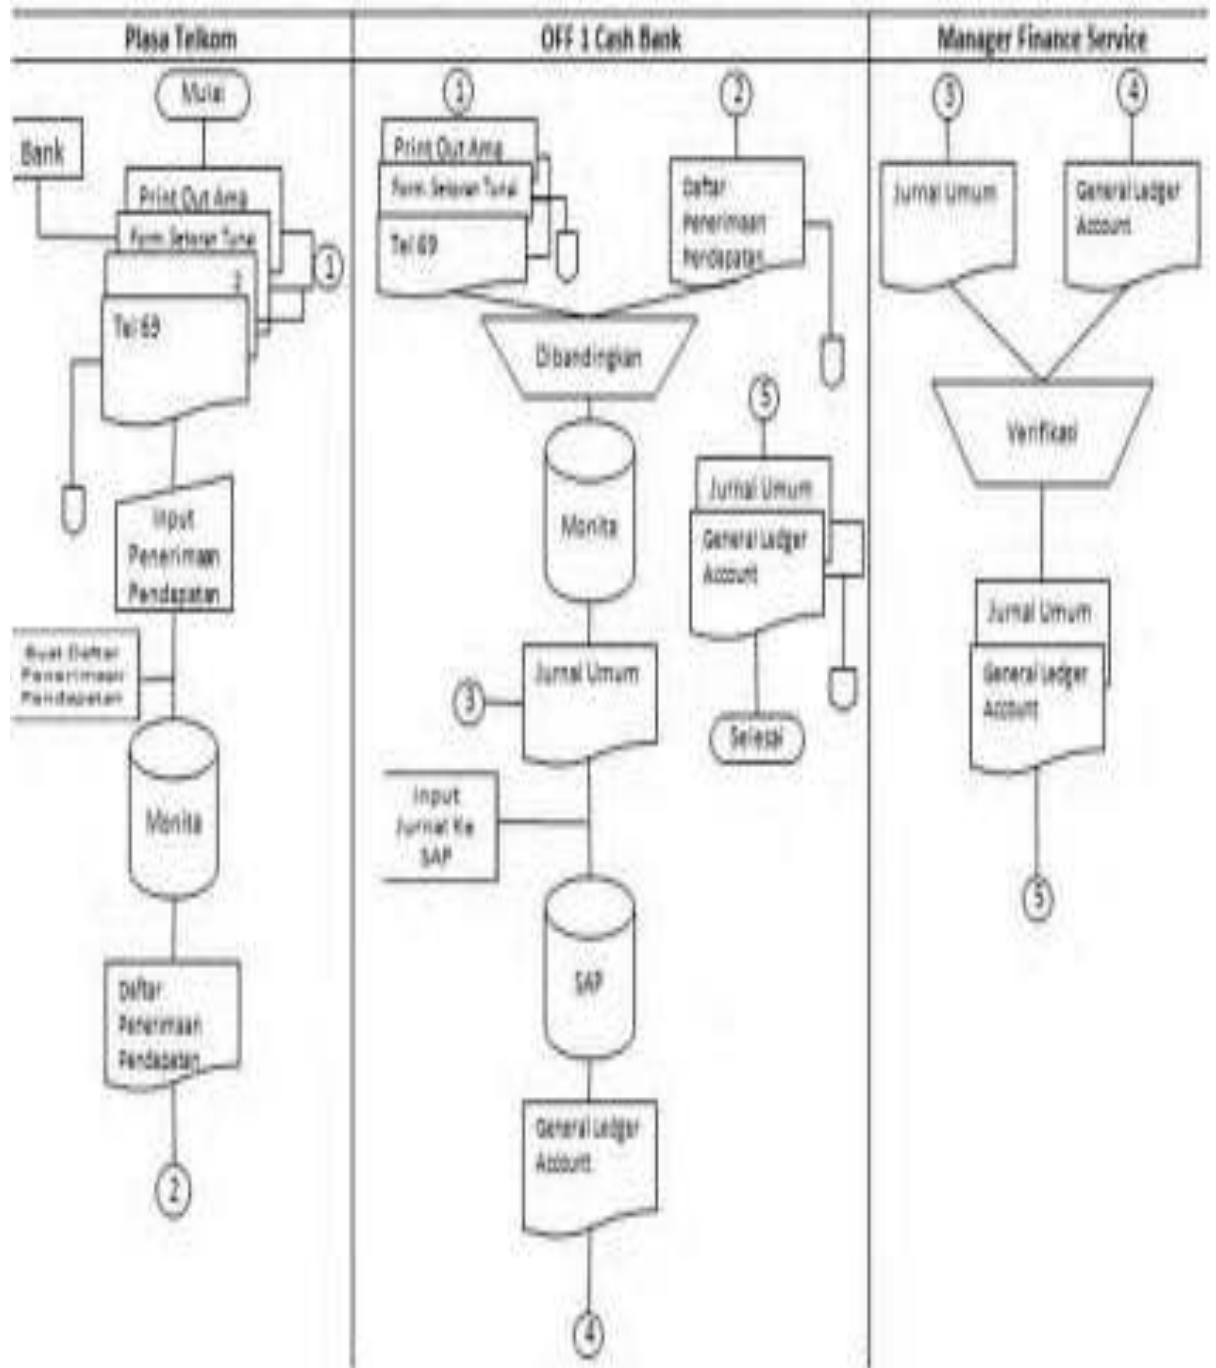 Plasa Telkom
OFF 1 Cash Bank
Manager Finance Service
Mulai
Bank
Print Out Ama
Form Setoran Tunai
2
Tel 69
1
Input
Penerimaan
Pendapatan
Buat Daftar
Penerimaan
Pendapatan
Monita
Daftar
Penerimaan
Pendapatan
2
1
Print Out Ama
Form Setoran Tunai
Tel 69
2
Daftar
Penerimaan
Pendapatan
Dibandingkan
Monita
Jurnal Umum
3
Input
Jurnal Ke
SAP
SAP
General Ledger
Account
4
5
Jurnal Umum
General Ledger
Account
Selesai
3
Jurnal Umum
4
General Ledger
Account
Verifikasi
Jurnal Umum
General Ledger
Account
5